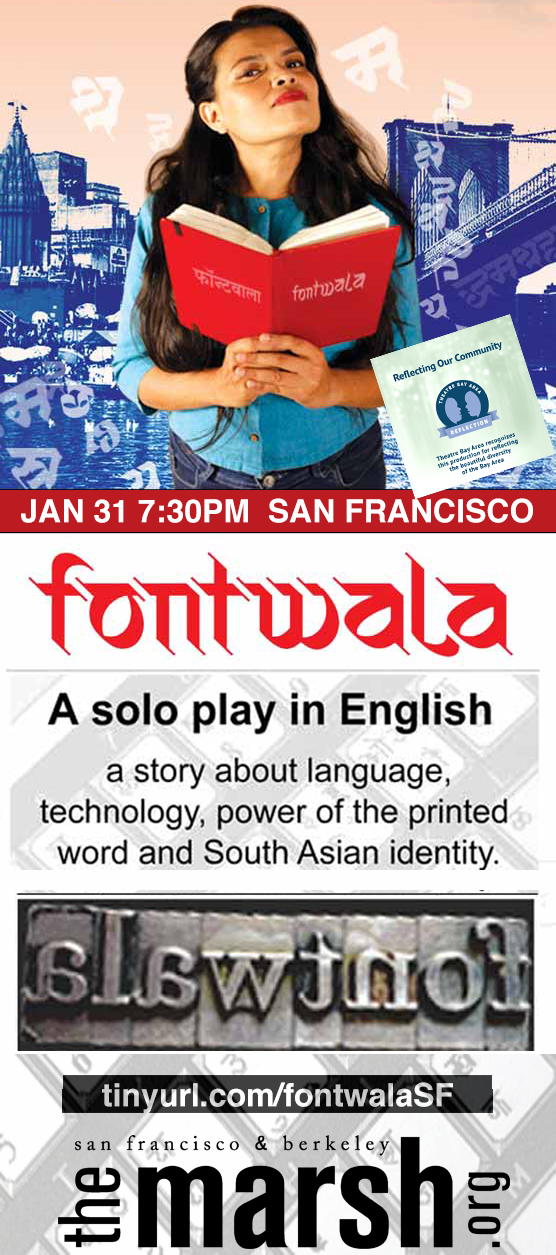 फॉन्टवाला
fontwala
Reflecting Our Community
THEATRE BAY AREA
REFLECTION
Theatre Bay Area recognizes
this production for reflecting
the beautiful diversity
of the Bay Area
JAN 31 7:30PM SAN FRANCISCO
fontwala
A solo play in English
a story about language,
technology, power of the printed
word and South Asian identity.
fontwala
tinyurl.com/fontwalaSF
san francisco & berkeley
the marsh .org